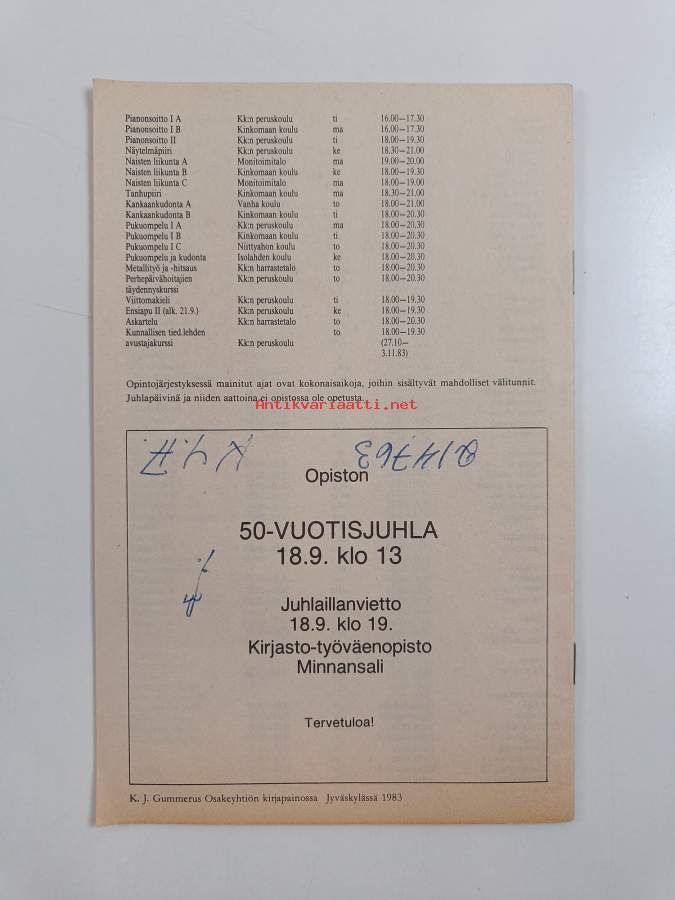 Pianonsoitto I A Kk:n peruskoulu ti 16.00—17.30
Pianonsoitto I B Kinkomaan koulu ma 16.00—17.30
Pianonsoitto II Kk:n peruskoulu ti 18.00—19.30
Näytelmäpiiri Kk:n peruskoulu ke 18.30—21.00
Naisten liikunta A Monitoimitalo ma 19.00—20.00
Naisten liikunta B Kinkomaan koulu ke 18.00—19.30
Naisten liikunta C Monitoimitalo ma 18.00—19.00
Tanhupiiri Kinkomaan koulu ma 18.30—21.00
Kankaankudonta A Vanha koulu to 18.00—21.00
Kankaankudonta B Kinkomaan koulu ti 18.00—20.30
Pukuompelu I A Kk:n peruskoulu ma 18.00—20.30
Pukuompelu I B Kinkomaan koulu ti 18.00—20.30
Pukuompelu I C Niittyahon koulu to 18.00—20.30
Pukuompelu ja kudonta Isolahden koulu ke 18.00—20.30
Metallityö ja -hitsaus Kk:n harrastetalo to 18.00—20.30
Perhepäivähoitajien Kk:n peruskoulu to 18.00—20.30
täydennyskurssi
Viittomakieli Kk:n peruskoulu ti 18.00—19.30
Ensiapu II (alk. 21.9.) Kk:n peruskoulu ke 18.00—19.30
Askartelu Kk:n harrastetalo to 18.00—20.30
Kunnallisen tied.lehden to 18.00—19.30
avustajakurssi Kk:n peruskoulu (27.10—
3.11.83)
Opintojärjestyksessä mainitut ajat ovat kokonaisaikoja, joihin sisältyvät mahdolliset välitunnit.
Juhlapäivinä ja niiden aattoina ei opistossa ole opetusta.
Antikvariaatti.net
Opiston
50-VUOTISJUHLA
18.9. klo 13
Juhlaillanvietto
18.9. klo 19.
Kirjasto-työväenopisto
Minnansali
Tervetuloa!
K. J. Gummerus Osakeyhtiön kirjapainossa Jyväskylässä 1983